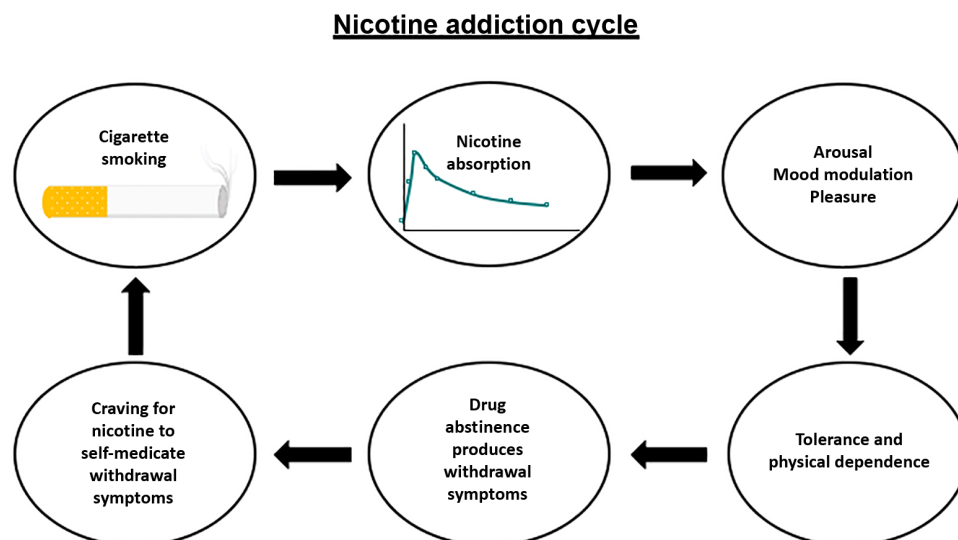 Nicotine addiction cycle
Cigarette
smoking
Nicotine
absorption
Arousal
Mood modulation
Pleasure
Tolerance and
physical dependence
Drug
abstinence
produces
withdrawal
symptoms
Craving for
nicotine to
self-medicate
withdrawal
symptoms